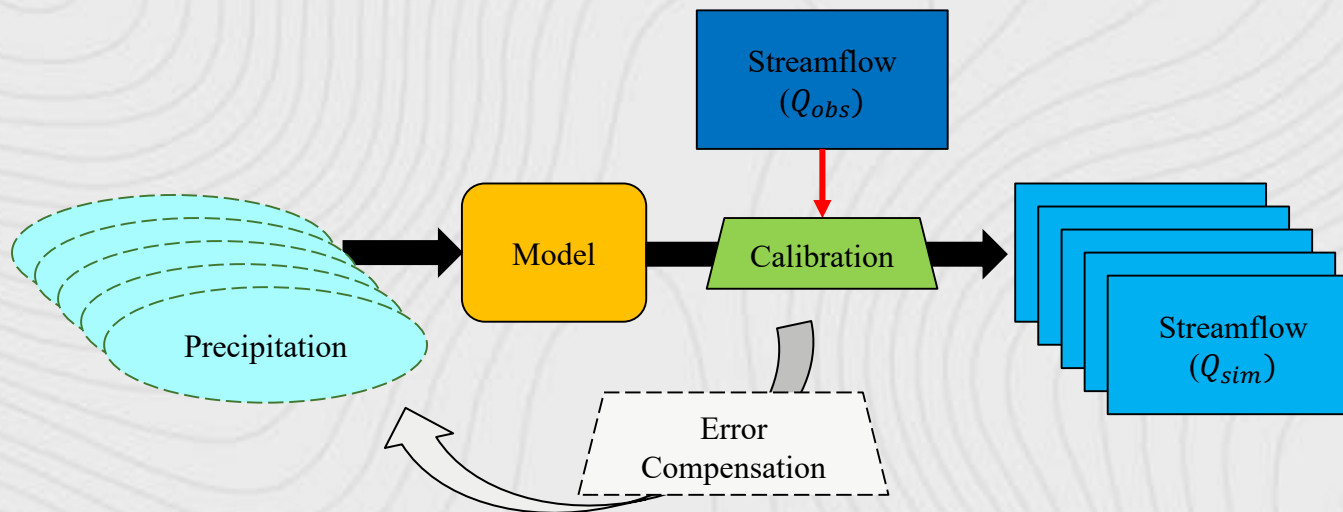 Streamflow
(Q_obs)
Model
Calibration
Precipitation
Streamflow
(Q_sim)
Error
Compensation